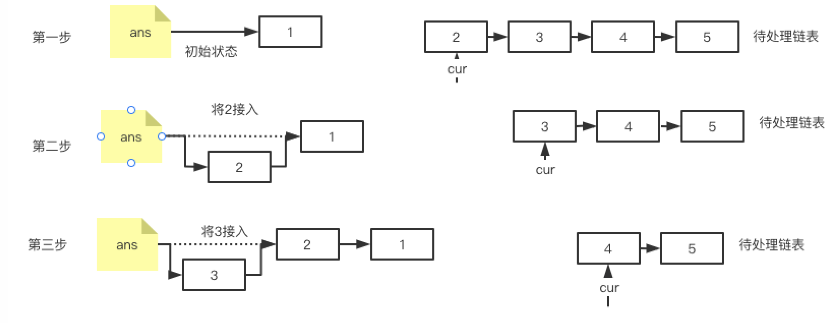 第一步 ans 初始状态 1 2 3 4 5 待处理链表
cur
将2接入
第二步 ans 2 1 3 4 5 待处理链表
cur
将3接入
第三步 ans 3 2 1 4 5 待处理链表
cur